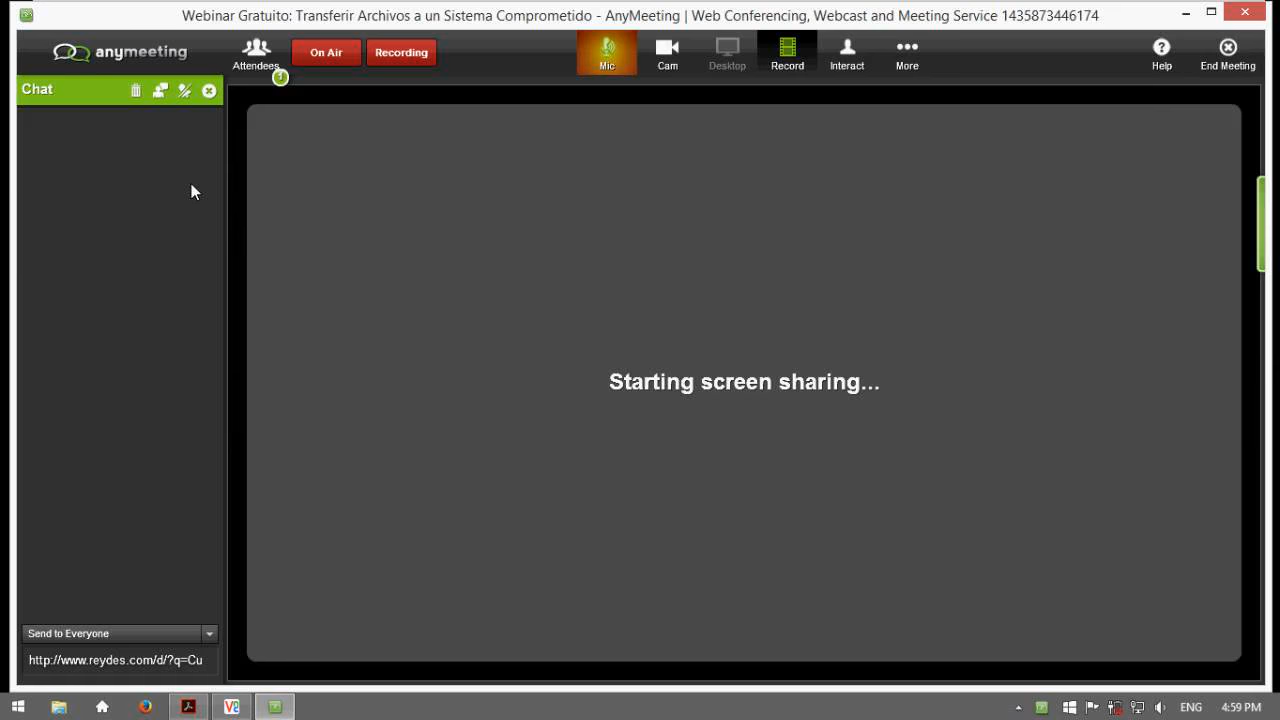 Webinar Gratuito: Transferir Archivos a un Sistema Comprometido - AnyMeeting | Web Conferencing, Webcast and Meeting Service 1435873446174
anymeeting
Attendees
On Air
Recording
Mic
Cam
Desktop
Record
Interact
More
Help
End Meeting
Chat
Starting screen sharing...
Send to Everyone
http://www.reydes.com/d/?q=Cu
ENG
4:59 PM